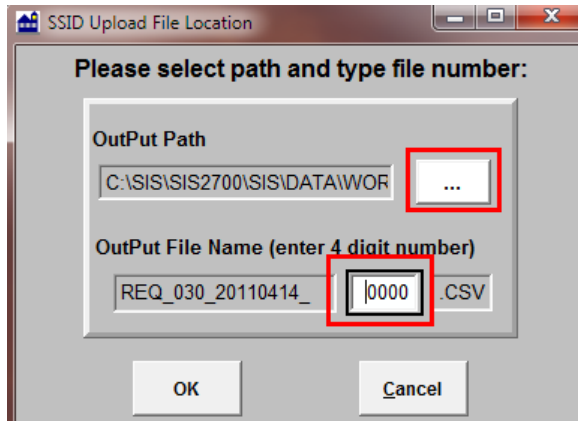 SSID Upload File Location
Please select path and type file number:
OutPut Path
C:\SIS\SIS2700\SIS\DATA\WOR ...
OutPut File Name (enter 4 digit number)
REQ_030_20110414_ 0000 .CSV
OK Cancel